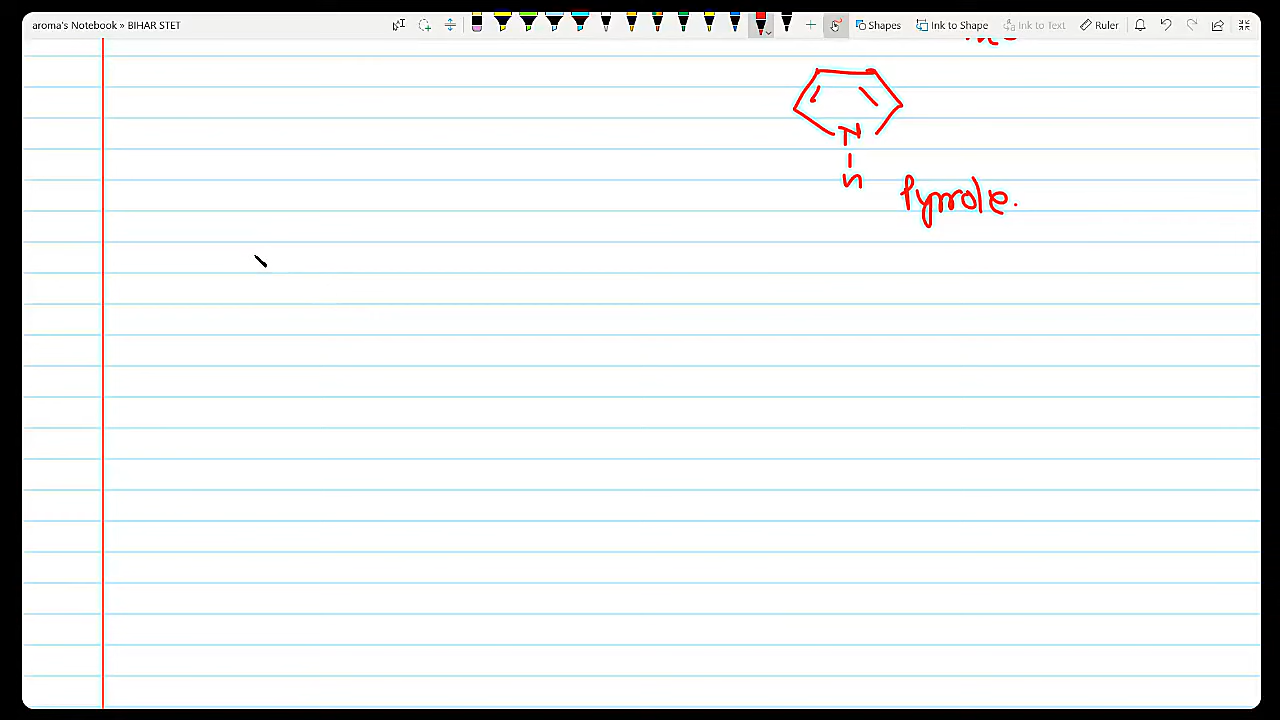 aroma's Notebook » BIHAR STET
Shapes
Ink to Shape
Ink to Text
Ruler
N
H
Pyrrole.